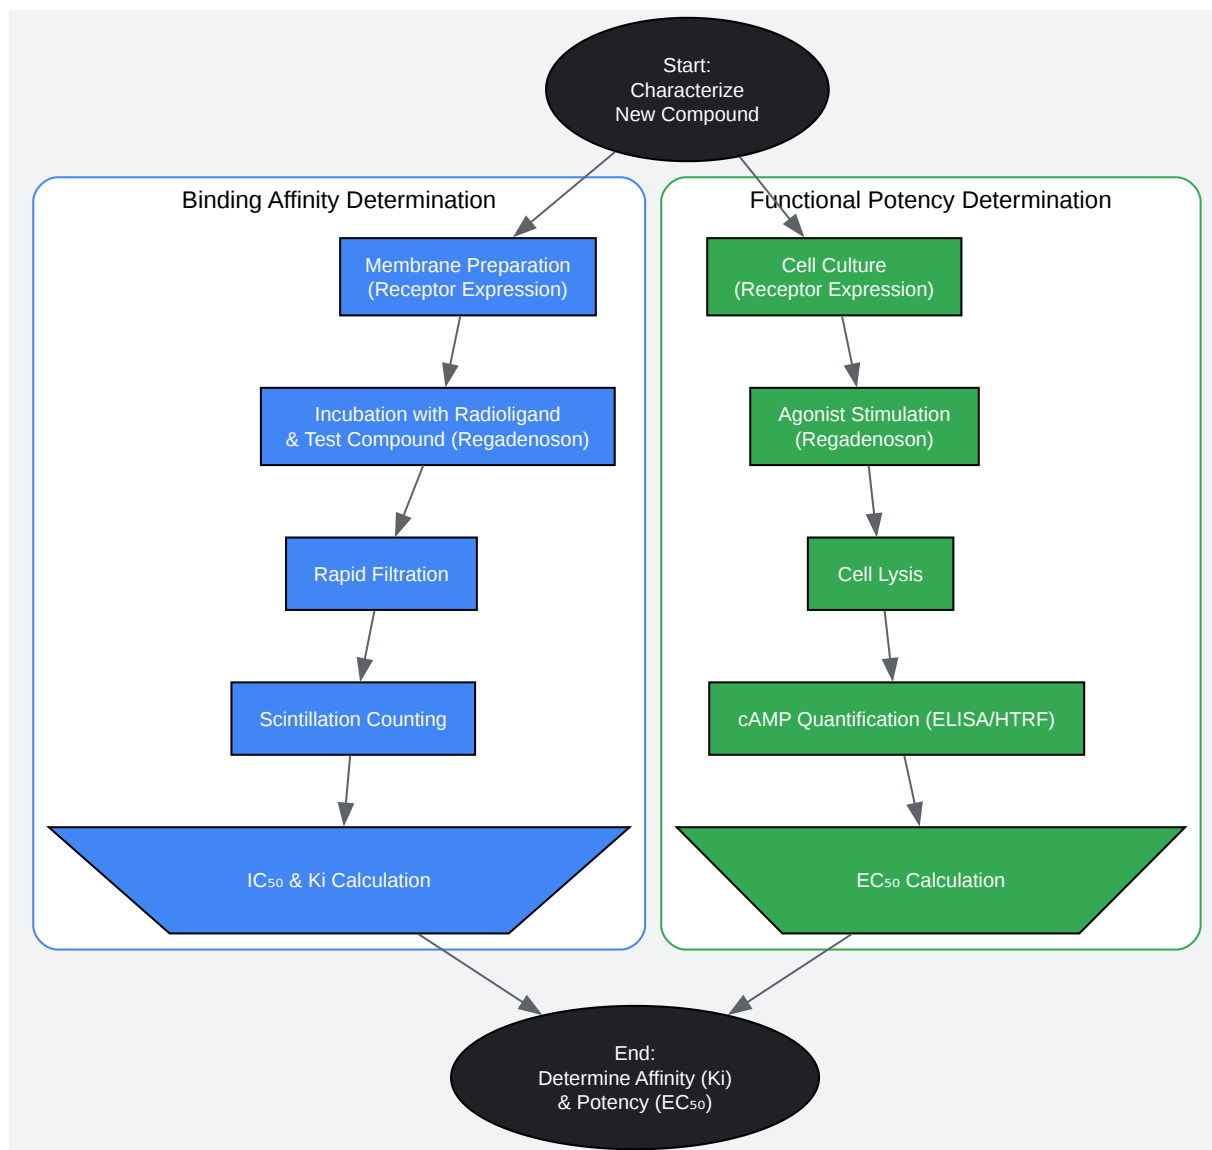 Start:
Characterize
New Compound
Binding Affinity Determination
Membrane Preparation
(Receptor Expression)
Incubation with Radioligand
& Test Compound (Regadenoson)
Rapid Filtration
Scintillation Counting
IC₅₀ & Ki Calculation
Functional Potency Determination
Cell Culture
(Receptor Expression)
Agonist Stimulation
(Regadenoson)
Cell Lysis
cAMP Quantification (ELISA/HTRF)
EC₅₀ Calculation
End:
Determine Affinity (Ki)
& Potency (EC₅₀)